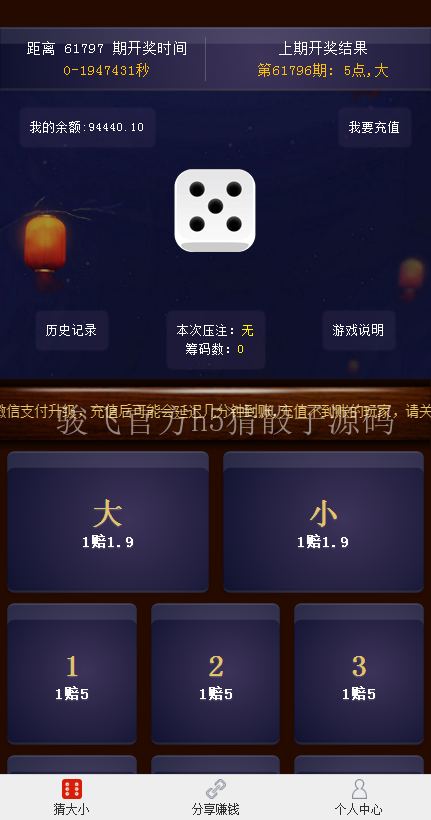 距离 61797 期开奖时间
0-1947431秒
上期开奖结果
第61796期: 5点,大
我的余额:94440.10
我要充值
历史记录
本次压注: 无
筹码数: 0
游戏说明
微信支付升级、充值后可能会延迟几分钟到账,充值不到账的玩家，请关
骏飞官方h5猜骰子源码
大
1赔1.9
小
1赔1.9
1
1赔5
2
1赔5
3
1赔5
猜大小
分享赚钱
个人中心